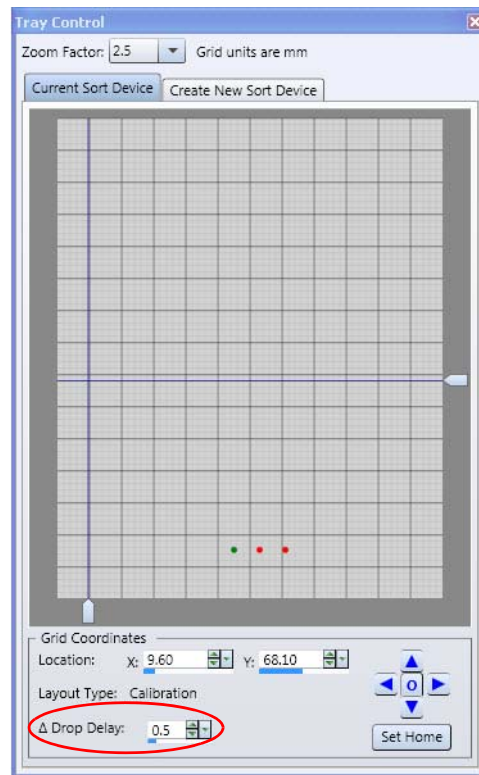 Tray Control
Zoom Factor: 2.5 Grid units are mm
Current Sort Device Create New Sort Device
Grid Coordinates
Location: X: 9.60 Y: 68.10
Layout Type: Calibration
O
Δ Drop Delay: 0.5
Set Home